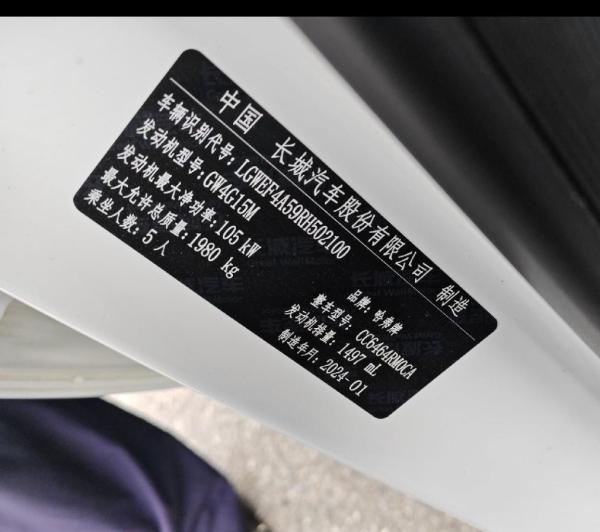 中国 长城汽车股份有限公司 制造
车辆识别代号:LGWEF4A59RH502100
发动机型号:GW4G15M
发动机最大净功率:105 kW
最大允许总质量:1980 kg
乘坐人数:5人
品牌:哈弗牌
整车型号:CC6464RM0CA
发动机排量:1497 mL
制造年月:2024-01